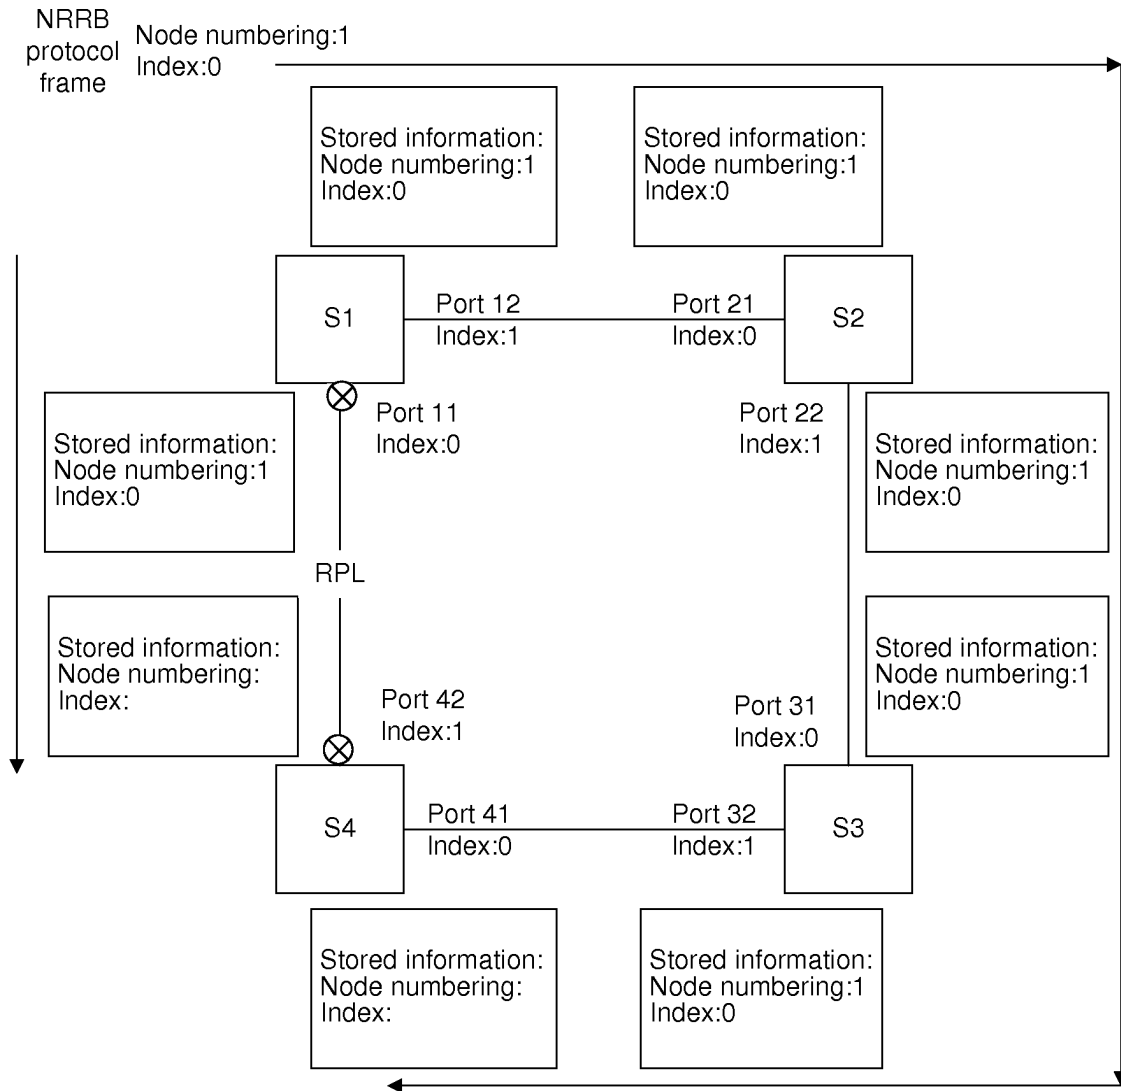 NRRB
protocol
frame
Node numbering:1
Index:0
Stored information:
Node numbering:1
Index:0
Stored information:
Node numbering:1
Index:0
S1
Port 12
Index:1
Port 21
Index:0
S2
Port 11
Index:0
Port 22
Index:1
Stored information:
Node numbering:1
Index:0
Stored information:
Node numbering:1
Index:0
RPL
Stored information:
Node numbering:
Index:
Stored information:
Node numbering:1
Index:0
Port 42
Index:1
Port 31
Index:0
S4
Port 41
Index:0
Port 32
Index:1
S3
Stored information:
Node numbering:
Index:
Stored information:
Node numbering:1
Index:0